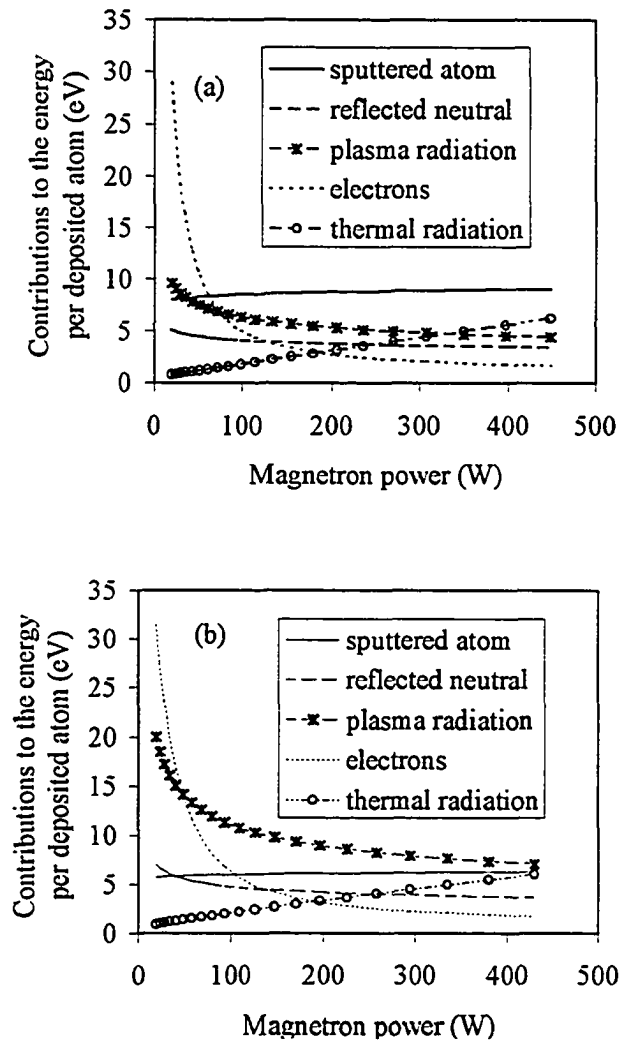 35
30
25
20
15
10
5
0
Contributions to the energy
per deposited atom (eV)
(a)
sputtered atom
reflected neutral
plasma radiation
electrons
thermal radiation
0 100 200 300 400 500
Magnetron power (W)
35
30
25
20
15
10
5
0
Contributions to the energy
per deposited atom (eV)
(b)
sputtered atom
reflected neutral
plasma radiation
electrons
thermal radiation
0 100 200 300 400 500
Magnetron power (W)